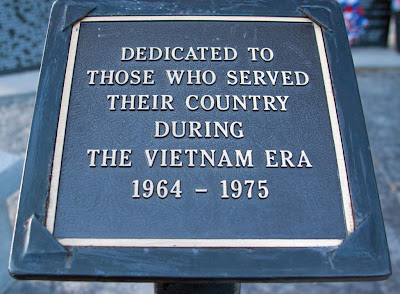 DEDICATED TO
THOSE WHO SERVED
THEIR COUNTRY
DURING
THE VIETNAM ERA
1964 – 1975